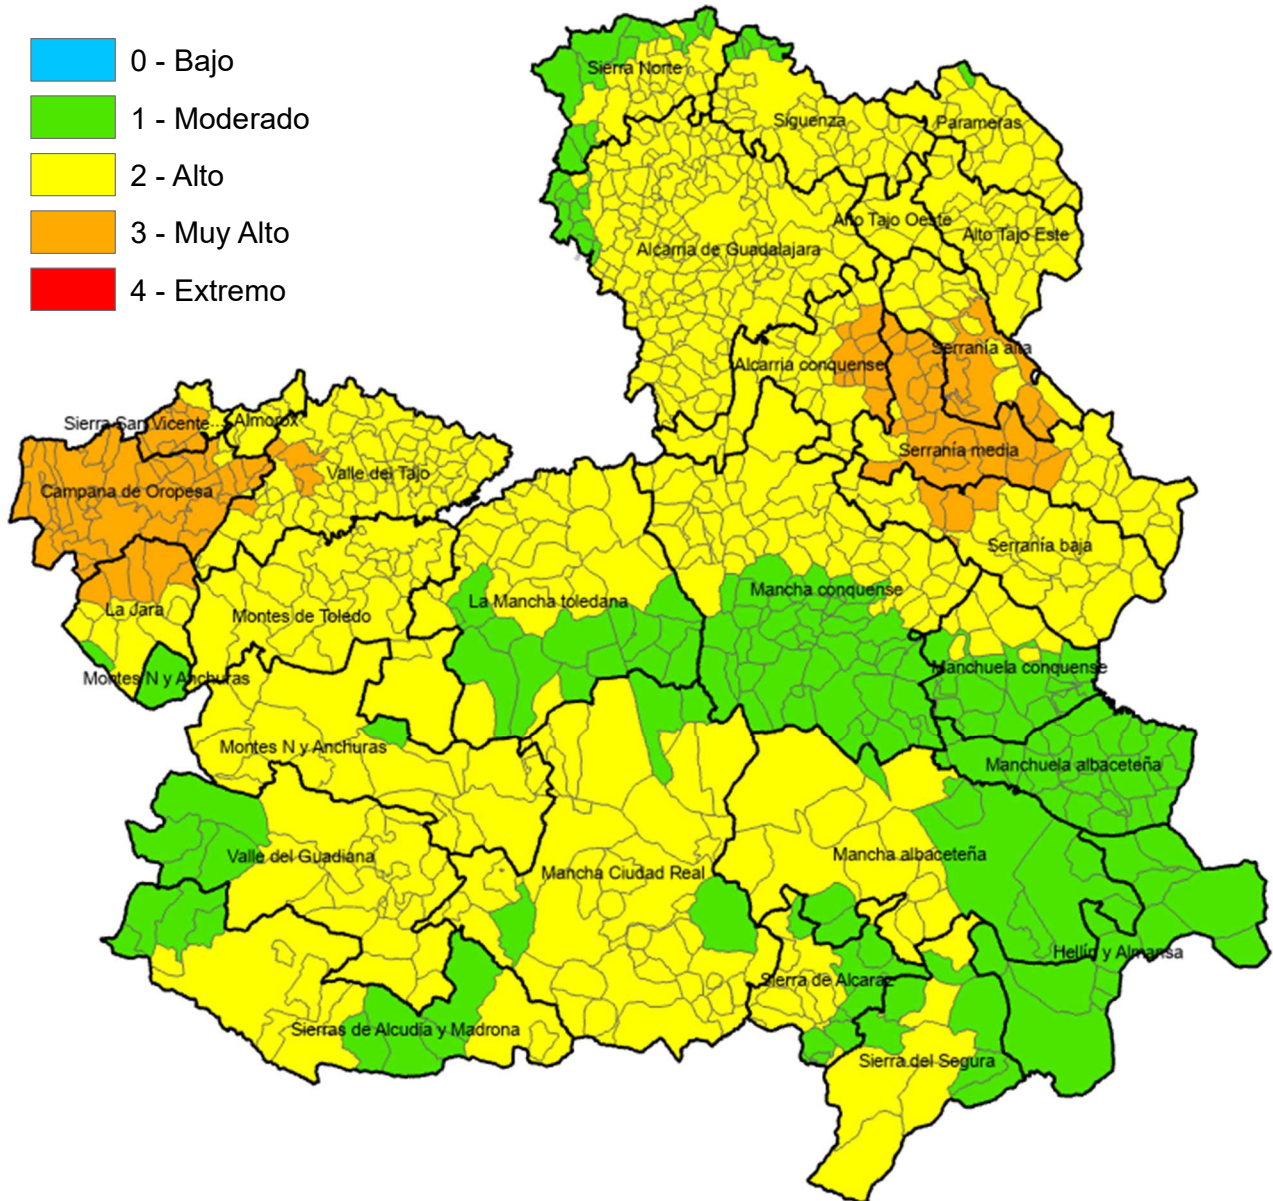 0 - Bajo
1 - Moderado
2 - Alto
3 - Muy Alto
4 - Extremo
Sierra Norte
Siguenza
Parameras
Alto Tajo Oeste
Alto Tajo Este
Alcarria de Guadalajara
Serranía alta
Alcarria conquense
Sierra San Vicente...
Almorox
Serranía media
Valle del Tajo
Campana de Oropesa
Serranía baja
Mancha conquense
La Mancha toledana
La Jara
Montes de Toledo
Manchuela conquense
Montes N y Anchuras
Montes N y Anchuras
Manchuela albaceteña
Valle del Guadiana
Mancha albaceteña
Mancha Ciudad Real
Hellín y Almansa
Sierra de Alcaraz
Sierras de Alcudia y Madrona
Sierra del Segura